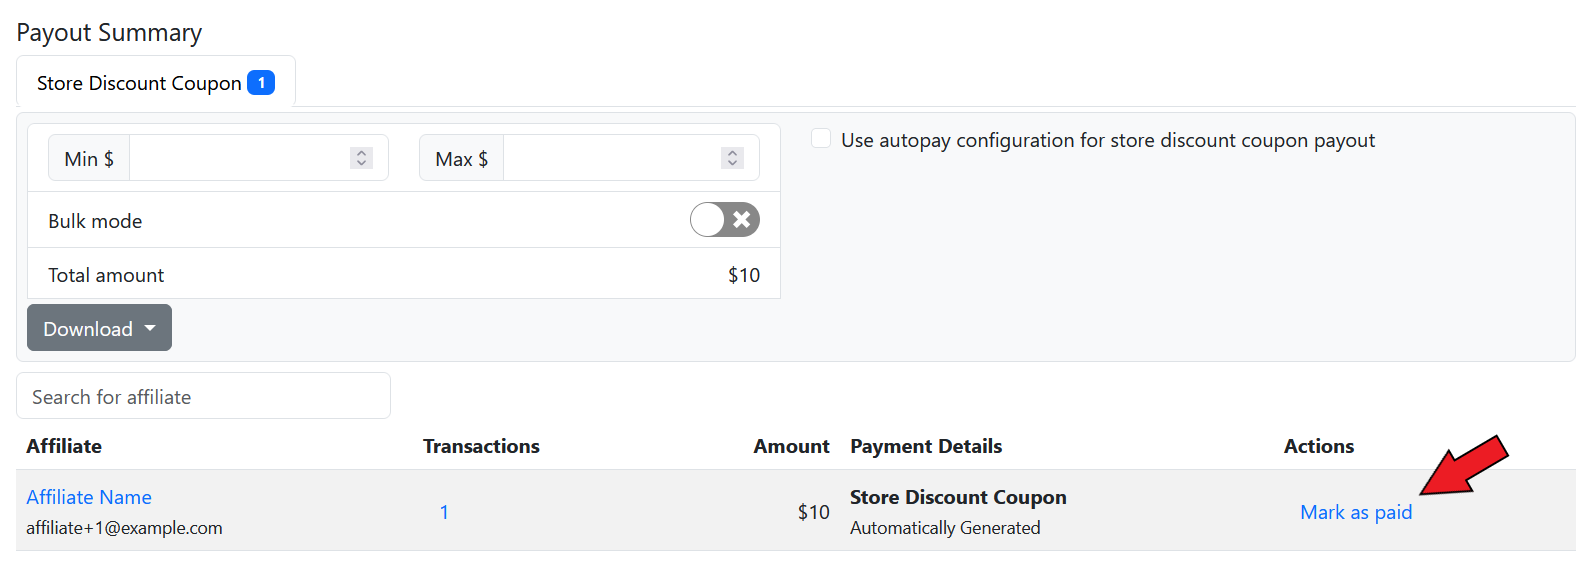 Payout Summary
Store Discount Coupon 1
Min $
Max $
Use autopay configuration for store discount coupon payout
Bulk mode
Total amount $10
Download
Search for affiliate
Affiliate Transactions Amount Payment Details Actions
Affiliate Name 1 $10 Store Discount Coupon Mark as paid
affiliate+1@example.com Automatically Generated